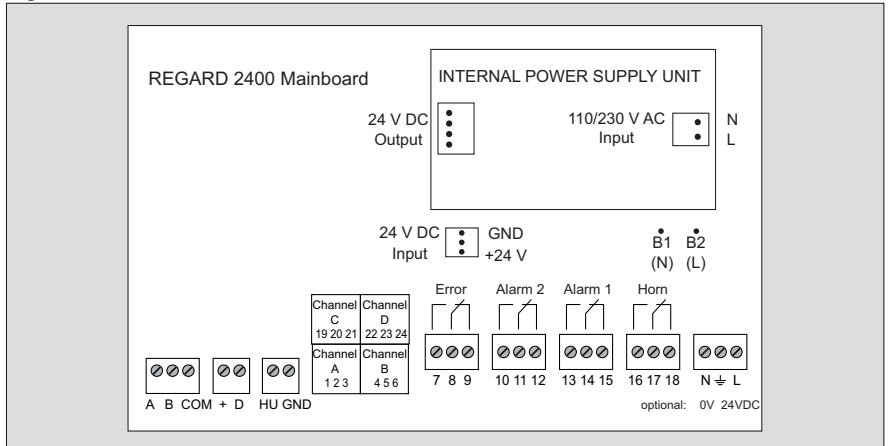 REGARD 2400 Mainboard
INTERNAL POWER SUPPLY UNIT
24 V DC
Output
110/230 V AC
Input
N
L
24 V DC
Input
GND
+24 V
B1
(N)
B2
(L)
Error
Alarm 2
Alarm 1
Horn
Channel
C
19 20 21
Channel
D
22 23 24
Channel
A
1 2 3
Channel
B
4 5 6
A B COM
+ D
HU GND
7 8 9
10 11 12
13 14 15
16 17 18
N ⏚ L
optional: 0V 24VDC